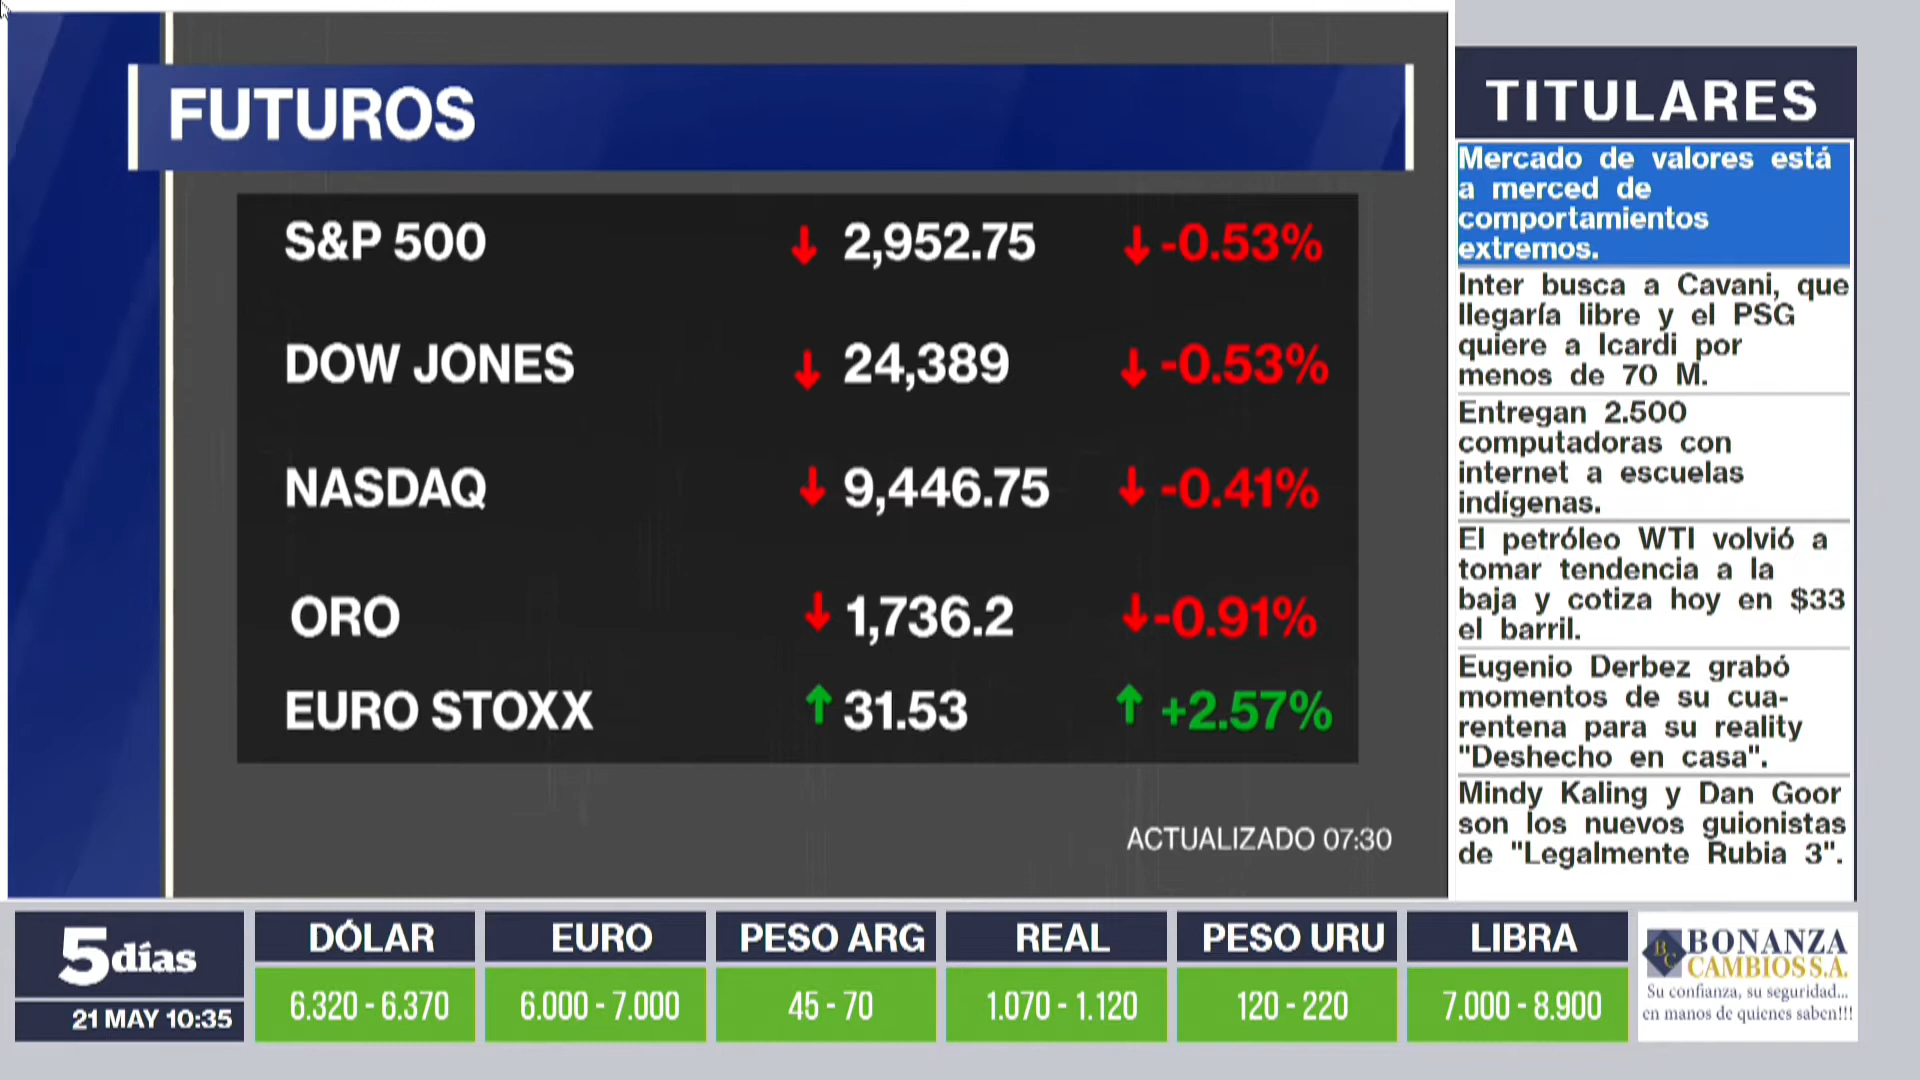 FUTUROS
S&P 500 ↓ 2,952.75 ↓ -0.53%
DOW JONES ↓ 24,389 ↓ -0.53%
NASDAQ ↓ 9,446.75 ↓ -0.41%
ORO ↓ 1,736.2 ↓ -0.91%
EURO STOXX ↑ 31.53 ↑ +2.57%
ACTUALIZADO 07:30
TITULARES
Mercado de valores está
a merced de
comportamientos
extremos.
Inter busca a Cavani, que
llegaría libre y el PSG
quiere a Icardi por
menos de 70 M.
Entregan 2.500
computadoras con
internet a escuelas
indígenas.
El petróleo WTI volvió a
tomar tendencia a la
baja y cotiza hoy en $33
el barril.
Eugenio Derbez grabó
momentos de su cua-
rentena para su reality
"Deshecho en casa".
Mindy Kaling y Dan Goor
son los nuevos guionistas
de "Legalmente Rubia 3".
5días
21 MAY 10:35
DÓLAR
6.320 - 6.370
EURO
6.000 - 7.000
PESO ARG
45 - 70
REAL
1.070 - 1.120
PESO URU
120 - 220
LIBRA
7.000 - 8.900
BC
BONANZA
CAMBIOS S.A.
Su confianza, su seguridad...
en manos de quienes saben!!!